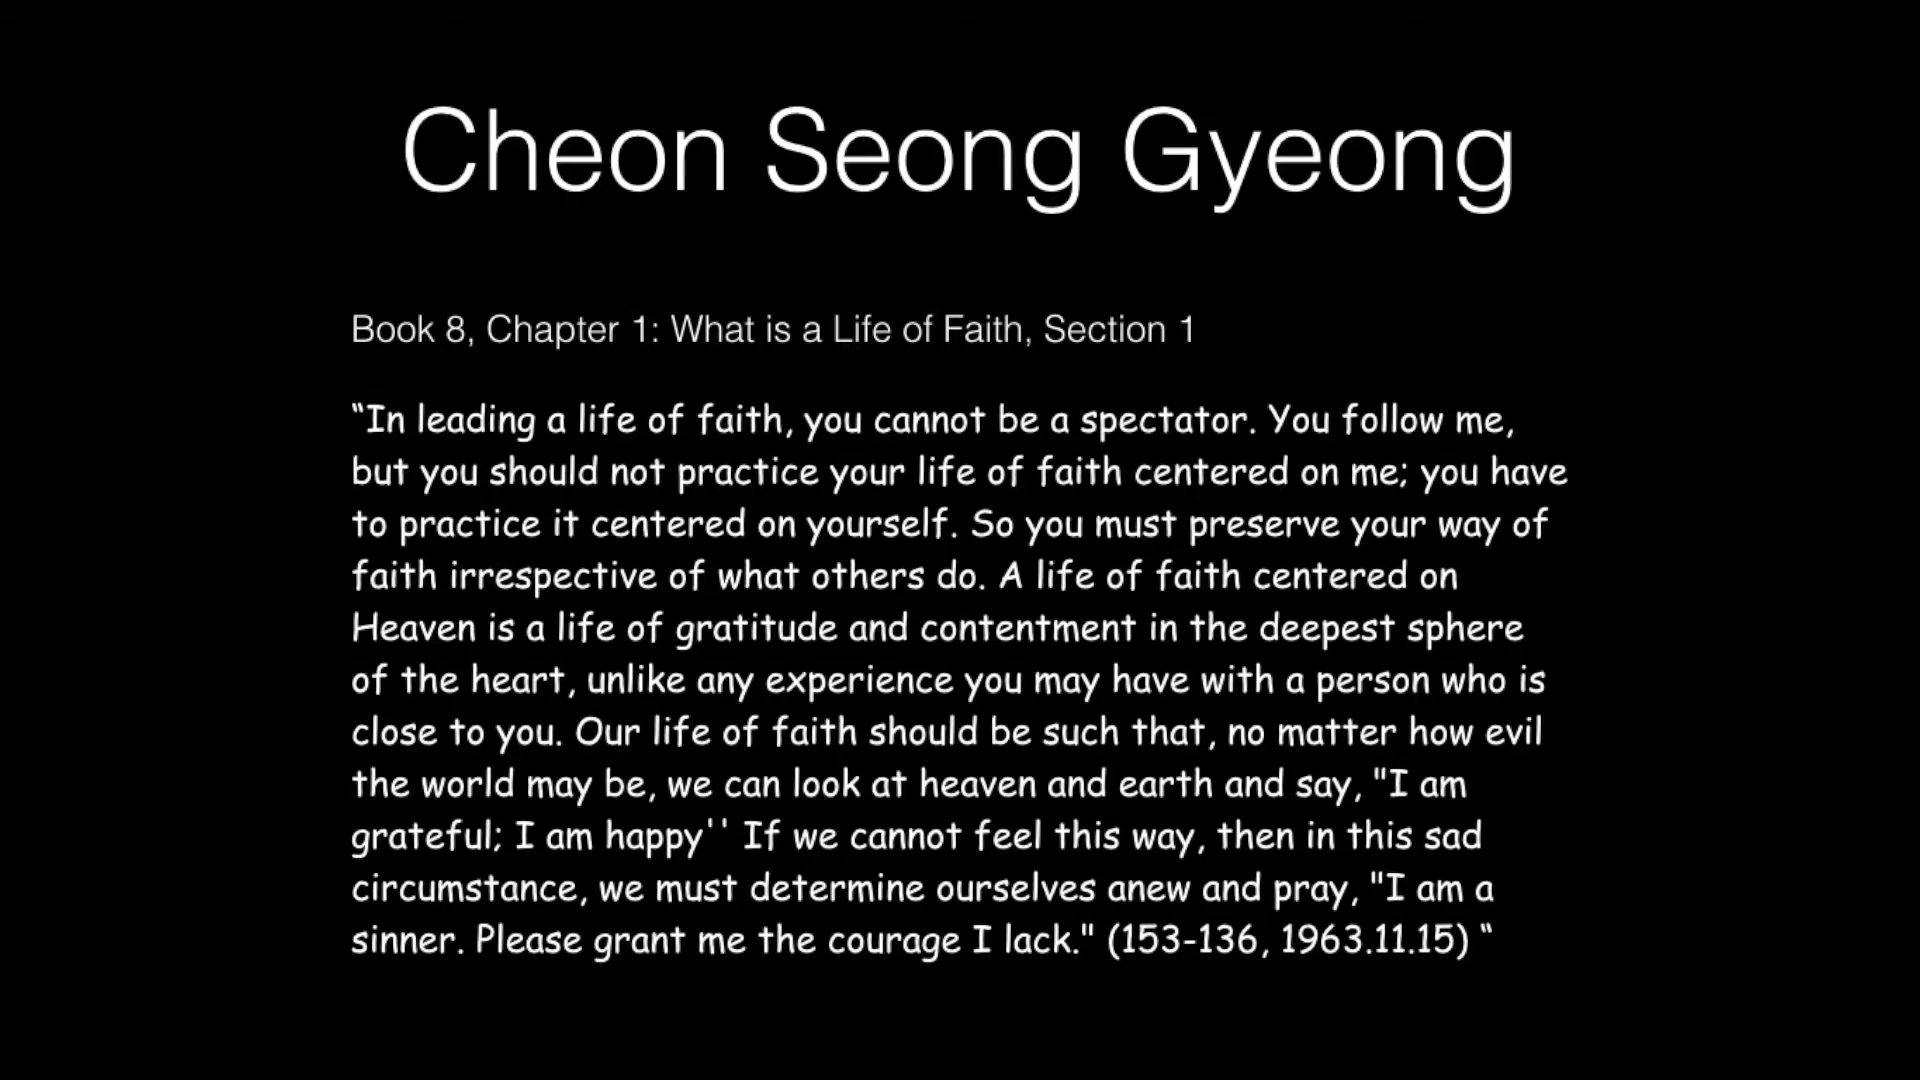 Cheon Seong Gyeong
Book 8, Chapter 1: What is a Life of Faith, Section 1
“In leading a life of faith, you cannot be a spectator. You follow me,
but you should not practice your life of faith centered on me; you have
to practice it centered on yourself. So you must preserve your way of
faith irrespective of what others do. A life of faith centered on
Heaven is a life of gratitude and contentment in the deepest sphere
of the heart, unlike any experience you may have with a person who is
close to you. Our life of faith should be such that, no matter how evil
the world may be, we can look at heaven and earth and say, "I am
grateful; I am happy'' If we cannot feel this way, then in this sad
circumstance, we must determine ourselves anew and pray, "I am a
sinner. Please grant me the courage I lack." (153-136, 1963.11.15) “